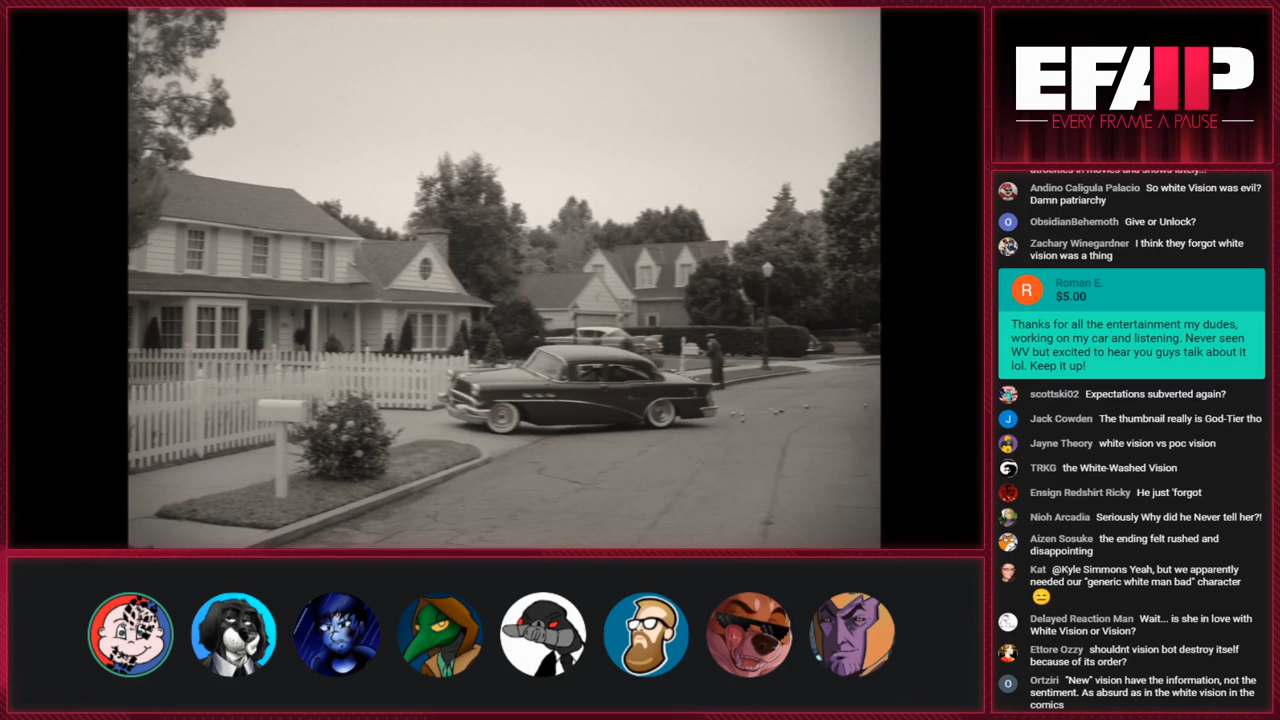 EFAP
EVERY FRAME A PAUSE
Andino Caligula Palacio So white Vision was evil?
Damn patriarchy
ObsidianBehemoth Give or Unlock?
Zachary Winegardner I think they forgot white
vision was a thing
R
Roman E.
$5.00
Thanks for all the entertainment my dudes,
working on my car and listening. Never seen
WV but excited to hear you guys talk about it
lol. Keep it up!
scottski02 Expectations subverted again?
J Jack Cowden The thumbnail really is God-Tier tho
Jayne Theory white vision vs poc vision
TRKG the White-Washed Vision
Ensign Redshirt Ricky He just 'forgot
Nioh Arcadia Seriously Why did he Never tell her?!
Aizen Sosuke the ending felt rushed and
disappointing
Kat @Kyle Simmons Yeah, but we apparently
needed our "generic white man bad" character
Delayed Reaction Man Wait... is she in love with
White Vision or Vision?
Ettore Ozzy shouldnt vision bot destroy itself
because of its order?
O Ortziri "New" vision have the information, not the
sentiment. As absurd as in the white vision in the
comics